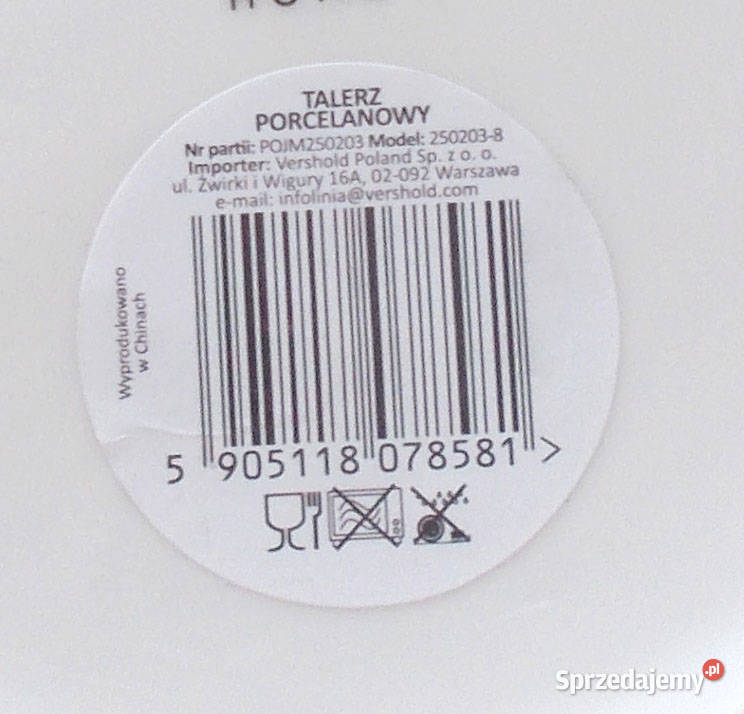 TALERZ
PORCELANOWY
Nr partii: POJM250203 Model: 250203-8
Importer: Vershold Poland Sp. z o. o.
ul. Żwirki i Wigury 16A, 02-092 Warszawa
e-mail: infolinia@vershold.com
Wyprodukowano
w Chinach
5 905118 078581 >
Sprzedajemy.pl